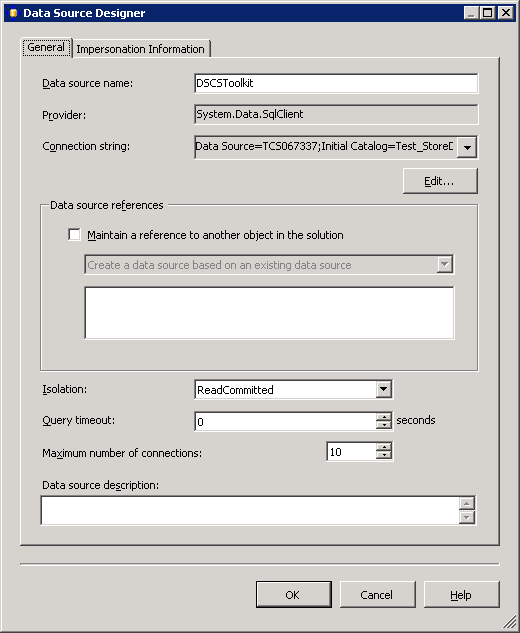 Data Source Designer
General
Impersonation Information
Data source name:
DSCSToolkit
Provider:
System.Data.SqlClient
Connection string:
Data Source=TCS067337;Initial Catalog=Test_StoreD
Edit...
Data source references
Maintain a reference to another object in the solution
Create a data source based on an existing data source
Isolation:
ReadCommitted
Query timeout:
0
seconds
Maximum number of connections:
10
Data source description:
OK
Cancel
Help